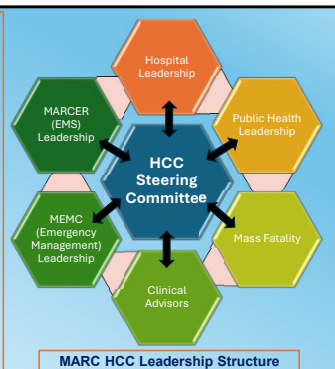 Hospital
Leadership
MARCER
(EMS)
Leadership
Public Health
Leadership
HCC
Steering
Committee
MEMC
(Emergency
Management)
Leadership
Mass Fatality
Clinical
Advisors
MARC HCC Leadership Structure